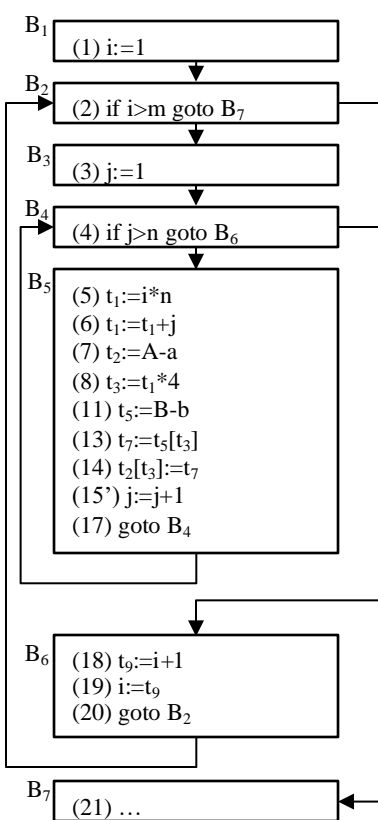 B₁
(1) i:=1
B₂
(2) if i>m goto B₇
B₃
(3) j:=1
B₄
(4) if j>n goto B₆
B₅
(5) t₁:=i*n
(6) t₁:=t₁+j
(7) t₂:=A-a
(8) t₃:=t₁*4
(11) t₅:=B-b
(13) t₇:=t₅[t₃]
(14) t₂[t₃]:=t₇
(15’) j:=j+1
(17) goto B₄
B₆
(18) t₉:=i+1
(19) i:=t₉
(20) goto B₂
B₇
(21) …